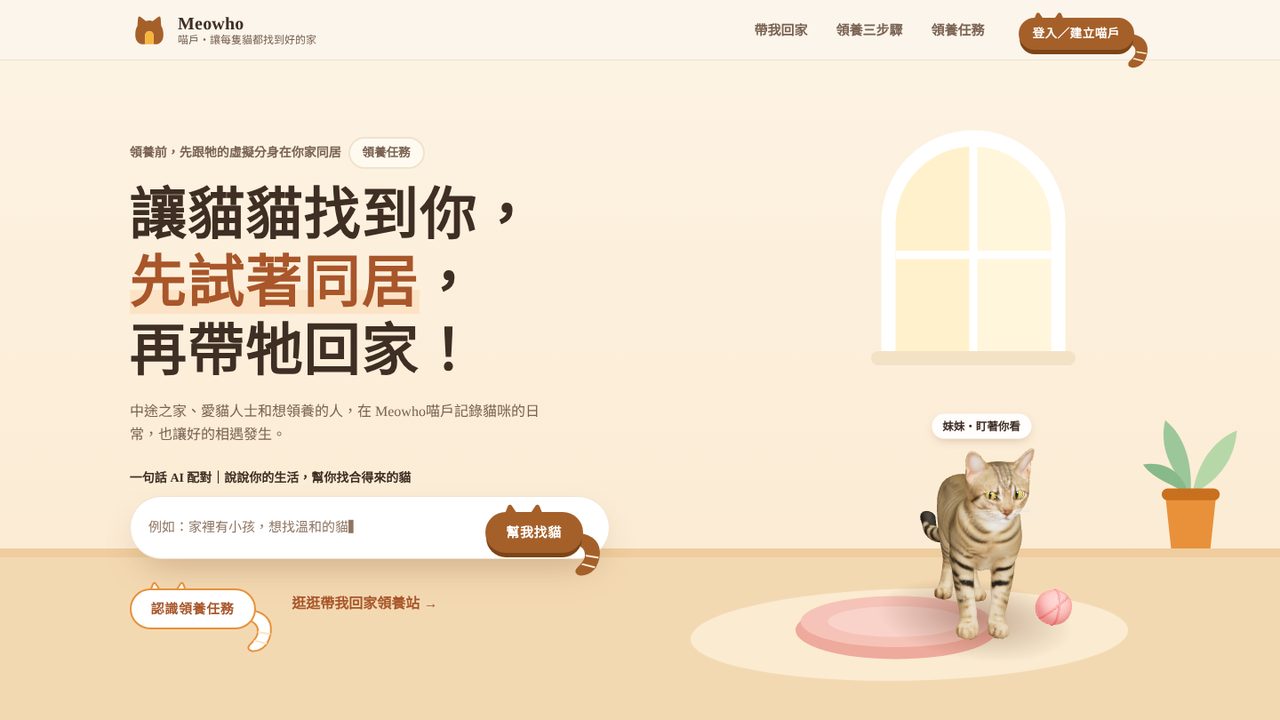 Meowho
喵戶・讓每隻貓都找到好的家
帶我回家
領養三步驟
領養任務
登入／建立喵戶
領養前，先跟牠的虛擬分身在你家同居
領養任務
讓貓貓找到你，
先試著同居，
再帶牠回家！
中途之家、愛貓人士和想領養的人，在 Meowho喵戶記錄貓咪的日
常，也讓好的相遇發生。
一句話 AI 配對｜說說你的生活，幫你找合得來的貓
例如：家裡有小孩，想找溫和的貓
幫我找貓
認識領養任務
逛逛帶我回家領養站 →
妹妹・盯著你看